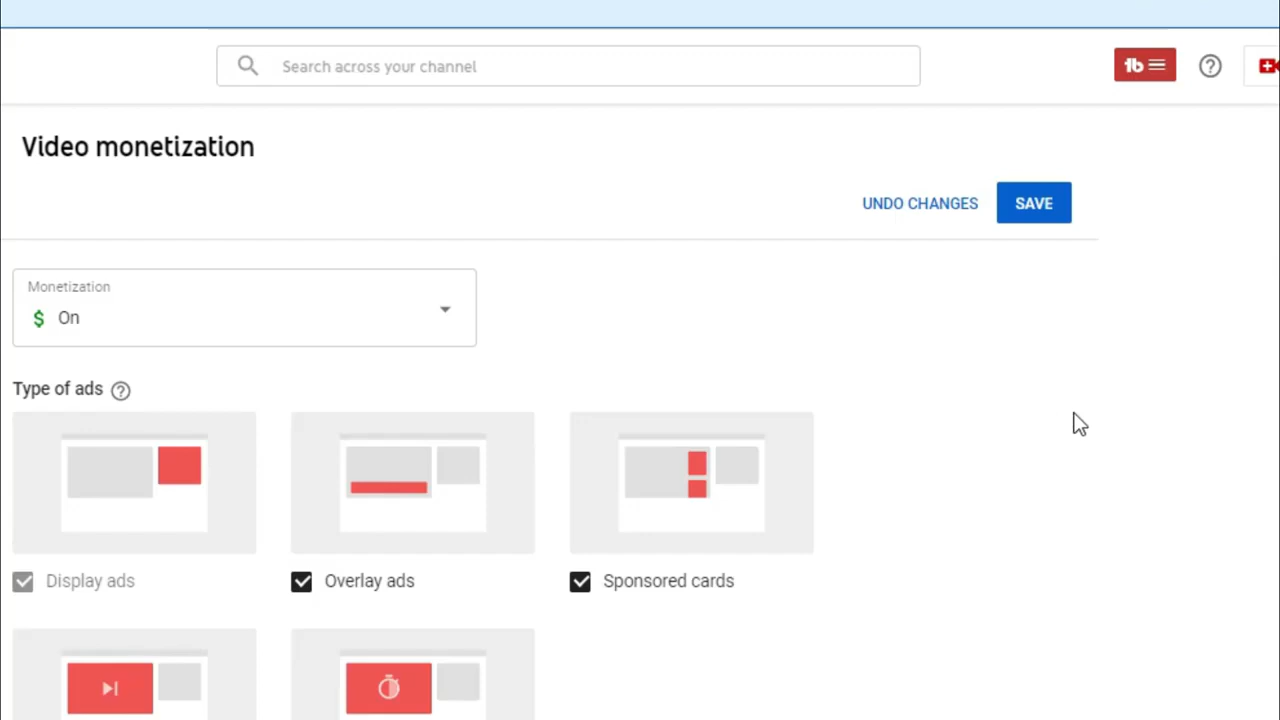 Search across your channel
Video monetization
UNDO CHANGES
SAVE
Monetization
$ On
Type of ads
Display ads
Overlay ads
Sponsored cards